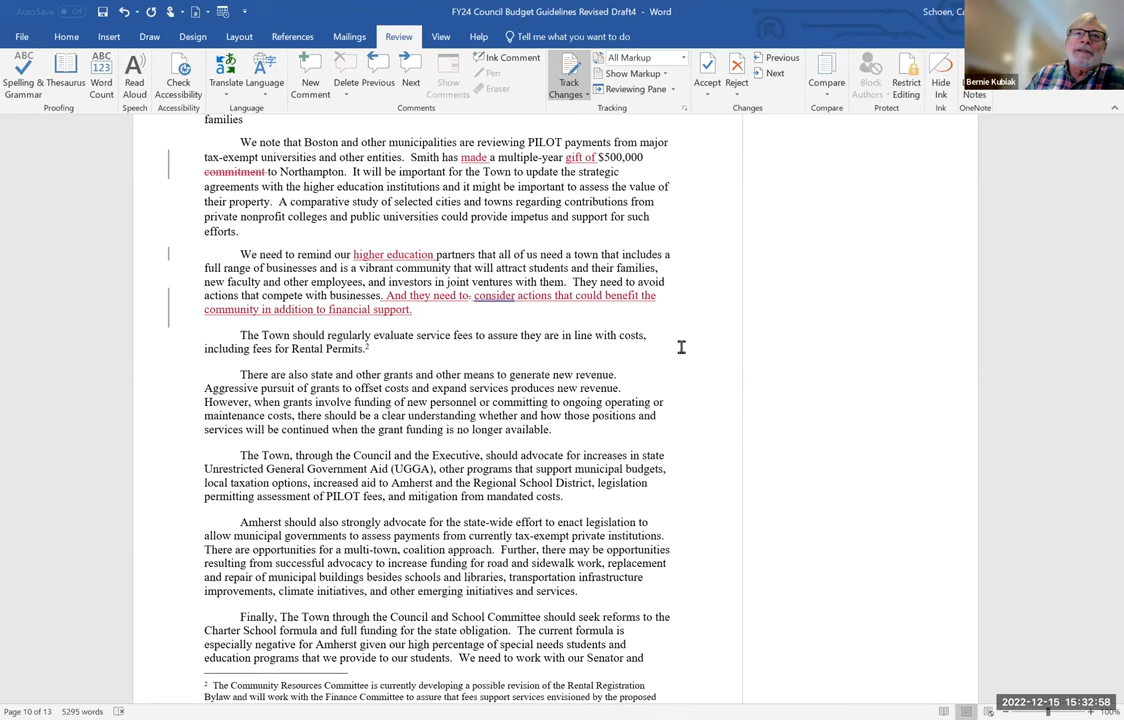 AutoSave Off
FY24 Council Budget Guidelines Revised Draft4 - Word
Schoen, Ca
File Home Insert Draw Design Layout References Mailings Review View Help Tell me what you want to do
Spelling & Grammar Thesaurus Word Count Read Aloud Check Accessibility Translate Language New Comment Delete Previous Next Show Comments Ink Comment Pen Eraser Track Changes All Markup Show Markup Reviewing Pane Accept Reject Previous Next Compare Block Authors Restrict Editing Hide Ink Notes
Proofing Speech Accessibility Language Comments Tracking Changes Compare Protect Ink OneNote
Bernie Kubiak
families
We note that Boston and other municipalities are reviewing PILOT payments from major
tax-exempt universities and other entities. Smith has made a multiple-year gift of $500,000
commitment to Northampton. It will be important for the Town to update the strategic
agreements with the higher education institutions and it might be important to assess the value of
their property. A comparative study of selected cities and towns regarding contributions from
private nonprofit colleges and public universities could provide impetus and support for such
efforts.
We need to remind our higher education partners that all of us need a town that includes a
full range of businesses and is a vibrant community that will attract students and their families,
new faculty and other employees, and investors in joint ventures with them. They need to avoid
actions that compete with businesses. And they need to. consider actions that could benefit the
community in addition to financial support.
The Town should regularly evaluate service fees to assure they are in line with costs,
including fees for Rental Permits.2
There are also state and other grants and other means to generate new revenue.
Aggressive pursuit of grants to offset costs and expand services produces new revenue.
However, when grants involve funding of new personnel or committing to ongoing operating or
maintenance costs, there should be a clear understanding whether and how those positions and
services will be continued when the grant funding is no longer available.
The Town, through the Council and the Executive, should advocate for increases in state
Unrestricted General Government Aid (UGGA), other programs that support municipal budgets,
local taxation options, increased aid to Amherst and the Regional School District, legislation
permitting assessment of PILOT fees, and mitigation from mandated costs.
Amherst should also strongly advocate for the state-wide effort to enact legislation to
allow municipal governments to assess payments from currently tax-exempt private institutions.
There are opportunities for a multi-town, coalition approach. Further, there may be opportunities
resulting from successful advocacy to increase funding for road and sidewalk work, replacement
and repair of municipal buildings besides schools and libraries, transportation infrastructure
improvements, climate initiatives, and other emerging initiatives and services.
Finally, The Town through the Council and School Committee should seek reforms to the
Charter School formula and full funding for the state obligation. The current formula is
especially negative for Amherst given our high percentage of special needs students and
education programs that we provide to our students. We need to work with our Senator and
2 The Community Resources Committee is currently developing a possible revision of the Rental Registration
Bylaw and will work with the Finance Committee to assure that fees support services envisioned by the proposed
2022-12-15 15:32:58
Page 10 of 13 5295 words 100%